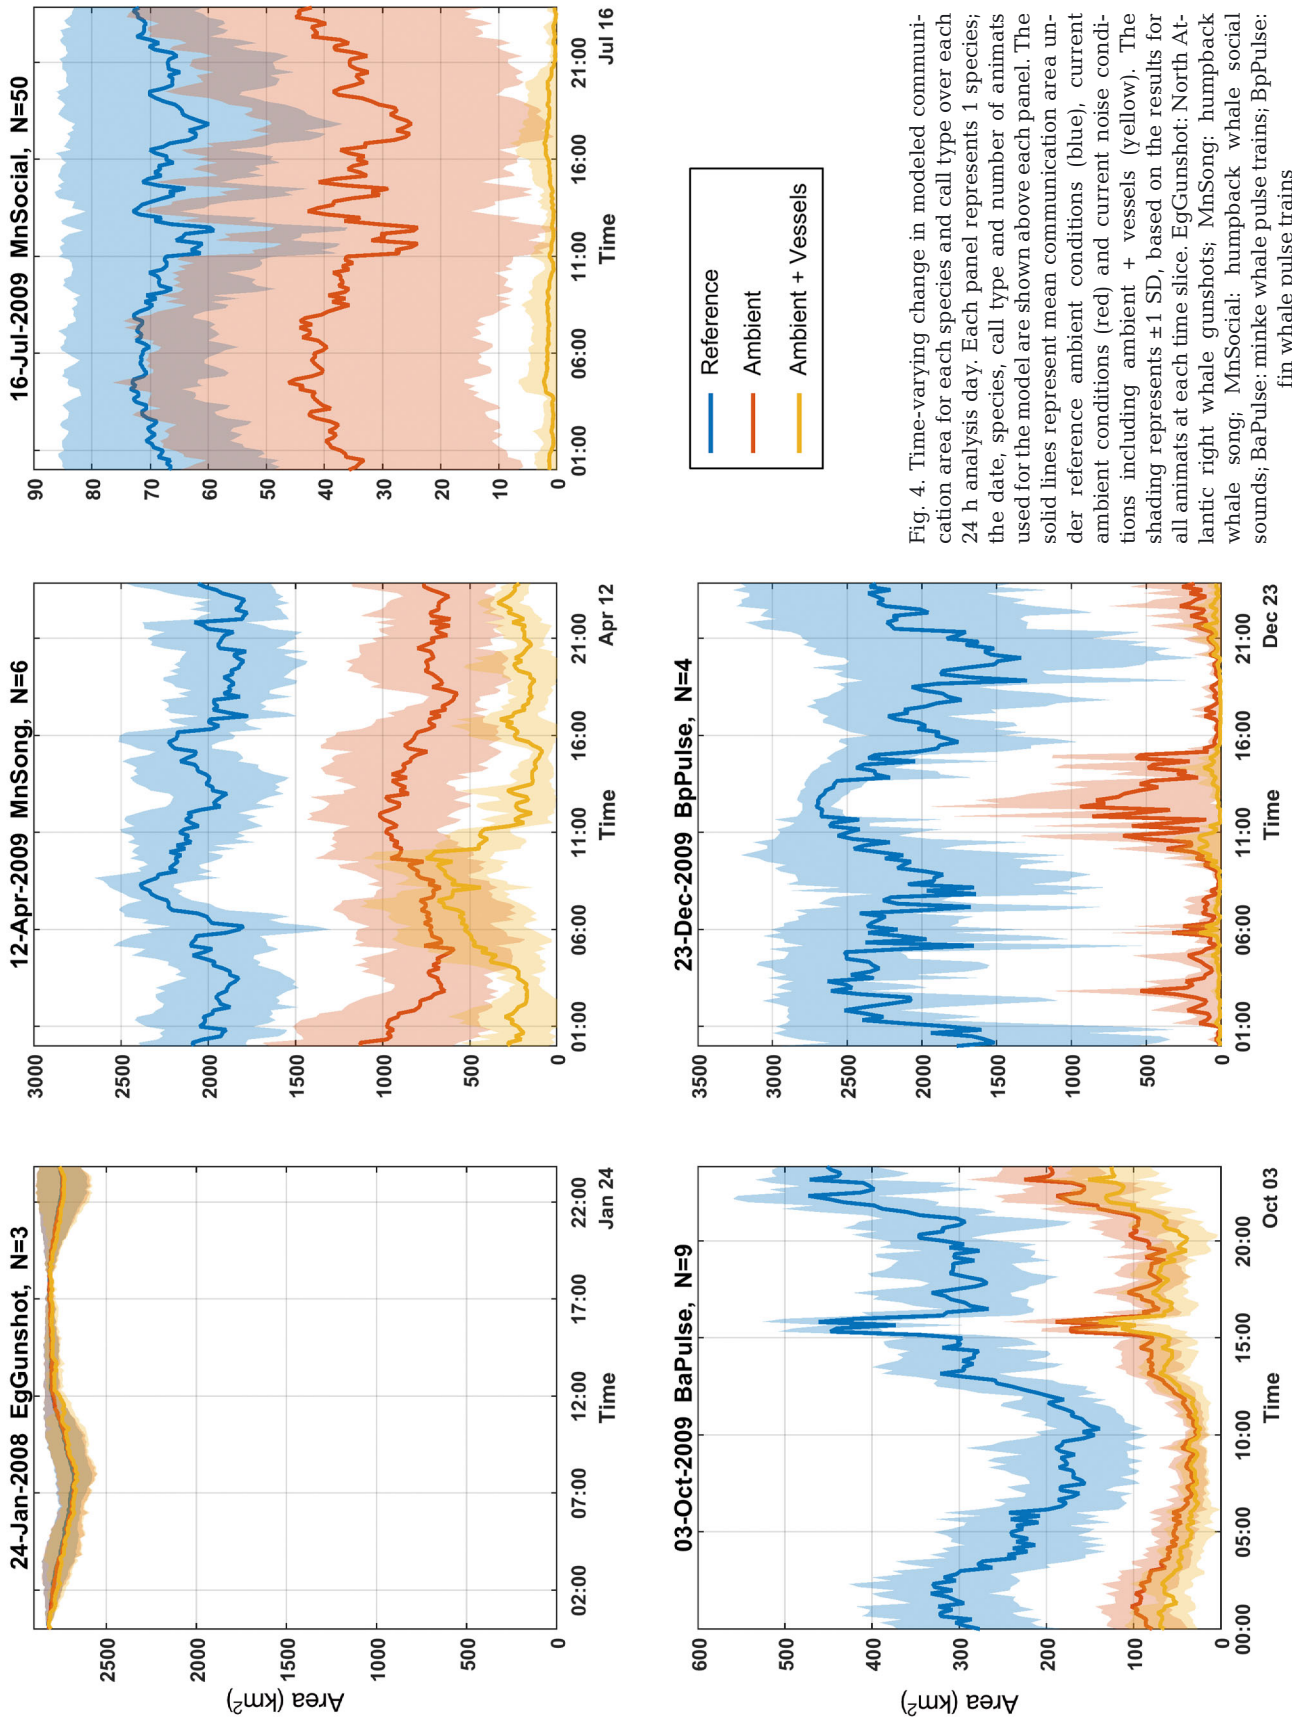 24-Jan-2008 EgGunshot, N=3
Area (km2)
2500
2000
1500
1000
500
0
02:00 07:00 12:00 17:00 22:00
Time Jan 24
12-Apr-2009 MnSong, N=6
3000
2500
2000
1500
1000
500
0
01:00 06:00 11:00 16:00 21:00
Time Apr 12
16-Jul-2009 MnSocial, N=50
90
80
70
60
50
40
30
20
10
0
01:00 06:00 11:00 16:00 21:00
Time Jul 16
03-Oct-2009 BaPulse, N=9
Area (km2)
600
500
400
300
200
100
0
00:00 05:00 10:00 15:00 20:00
Time Oct 03
23-Dec-2009 BpPulse, N=4
3500
3000
2500
2000
1500
1000
500
0
01:00 06:00 11:00 16:00 21:00
Time Dec 23
Reference
Ambient
Ambient + Vessels
Fig. 4. Time-varying change in modeled communi-
cation area for each species and call type over each
24 h analysis day. Each panel represents 1 species;
the date, species, call type and number of animats
used for the model are shown above each panel. The
solid lines represent mean communication area un-
der reference ambient conditions (blue), current
ambient conditions (red) and current noise condi-
tions including ambient + vessels (yellow). The
shading represents ±1 SD, based on the results for
all animats at each time slice. EgGunshot: North At-
lantic right whale gunshots; MnSong: humpback
whale song; MnSocial: humpback whale social
sounds; BaPulse: minke whale pulse trains; BpPulse:
fin whale pulse trains